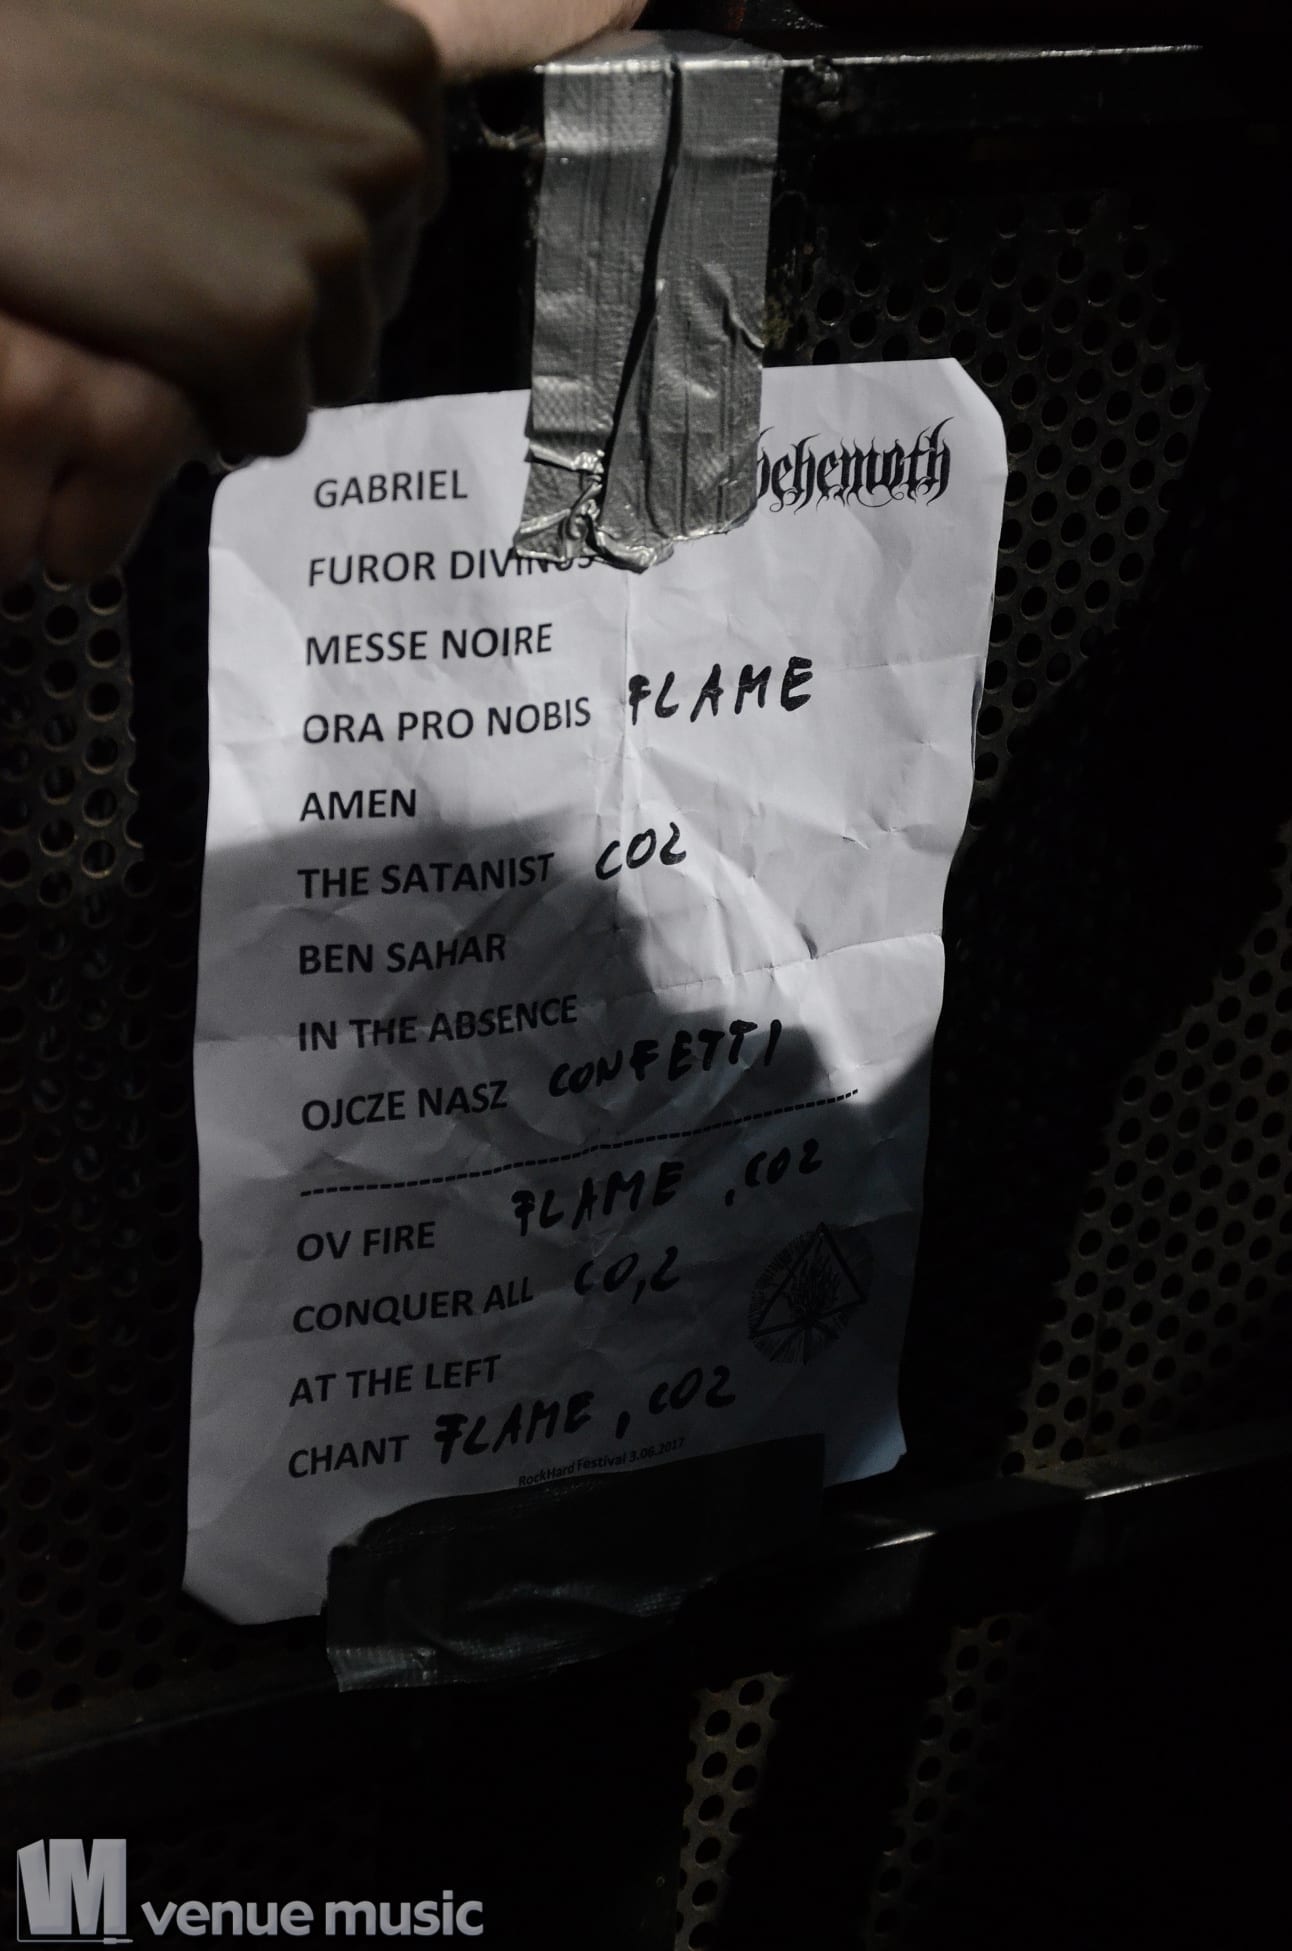 GABRIEL
behemoth
FUROR DIVINUS
MESSE NOIRE
ORA PRO NOBIS FLAME
AMEN
THE SATANIST CO2
BEN SAHAR
IN THE ABSENCE
OJCZE NASZ CONFETTI
OV FIRE FLAME, CO2
CONQUER ALL CO,2
AT THE LEFT
CHANT FLAME, CO2
RockHard Festival 3.06.2017
VM venue music